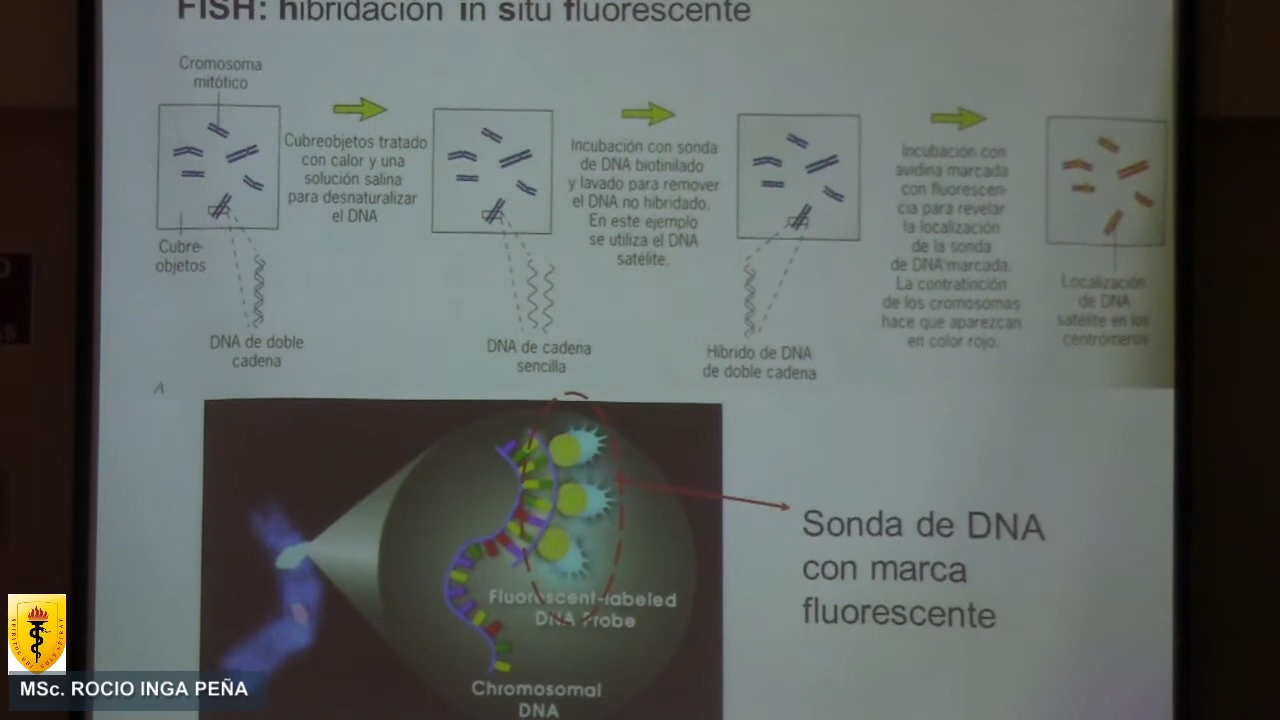 FISH: hibridación in situ fluorescente
Cromosoma
mitótico
Cubreobjetos tratado
con calor y una
solución salina
para desnaturalizar
el DNA
Incubación con sonda
de DNA biotinilado
y lavado para remover
el DNA no hibridado.
En este ejemplo
se utiliza el DNA
satélite.
Incubación con
avidina marcada
con fluorescen-
cia para revelar
la localización
de la sonda
de DNA marcada.
La contratinción
de los cromosomas
hace que aparezcan
en color rojo.
Cubre-
objetos
Localización
de DNA
satélite en los
centrómeros
DNA de doble
cadena
DNA de cadena
sencilla
Híbrido de DNA
de doble cadena
A
Sonda de DNA
con marca
fluorescente
Fluorescent-labeled
DNA Probe
Chromosomal
DNA
MSc. ROCIO INGA PEÑA